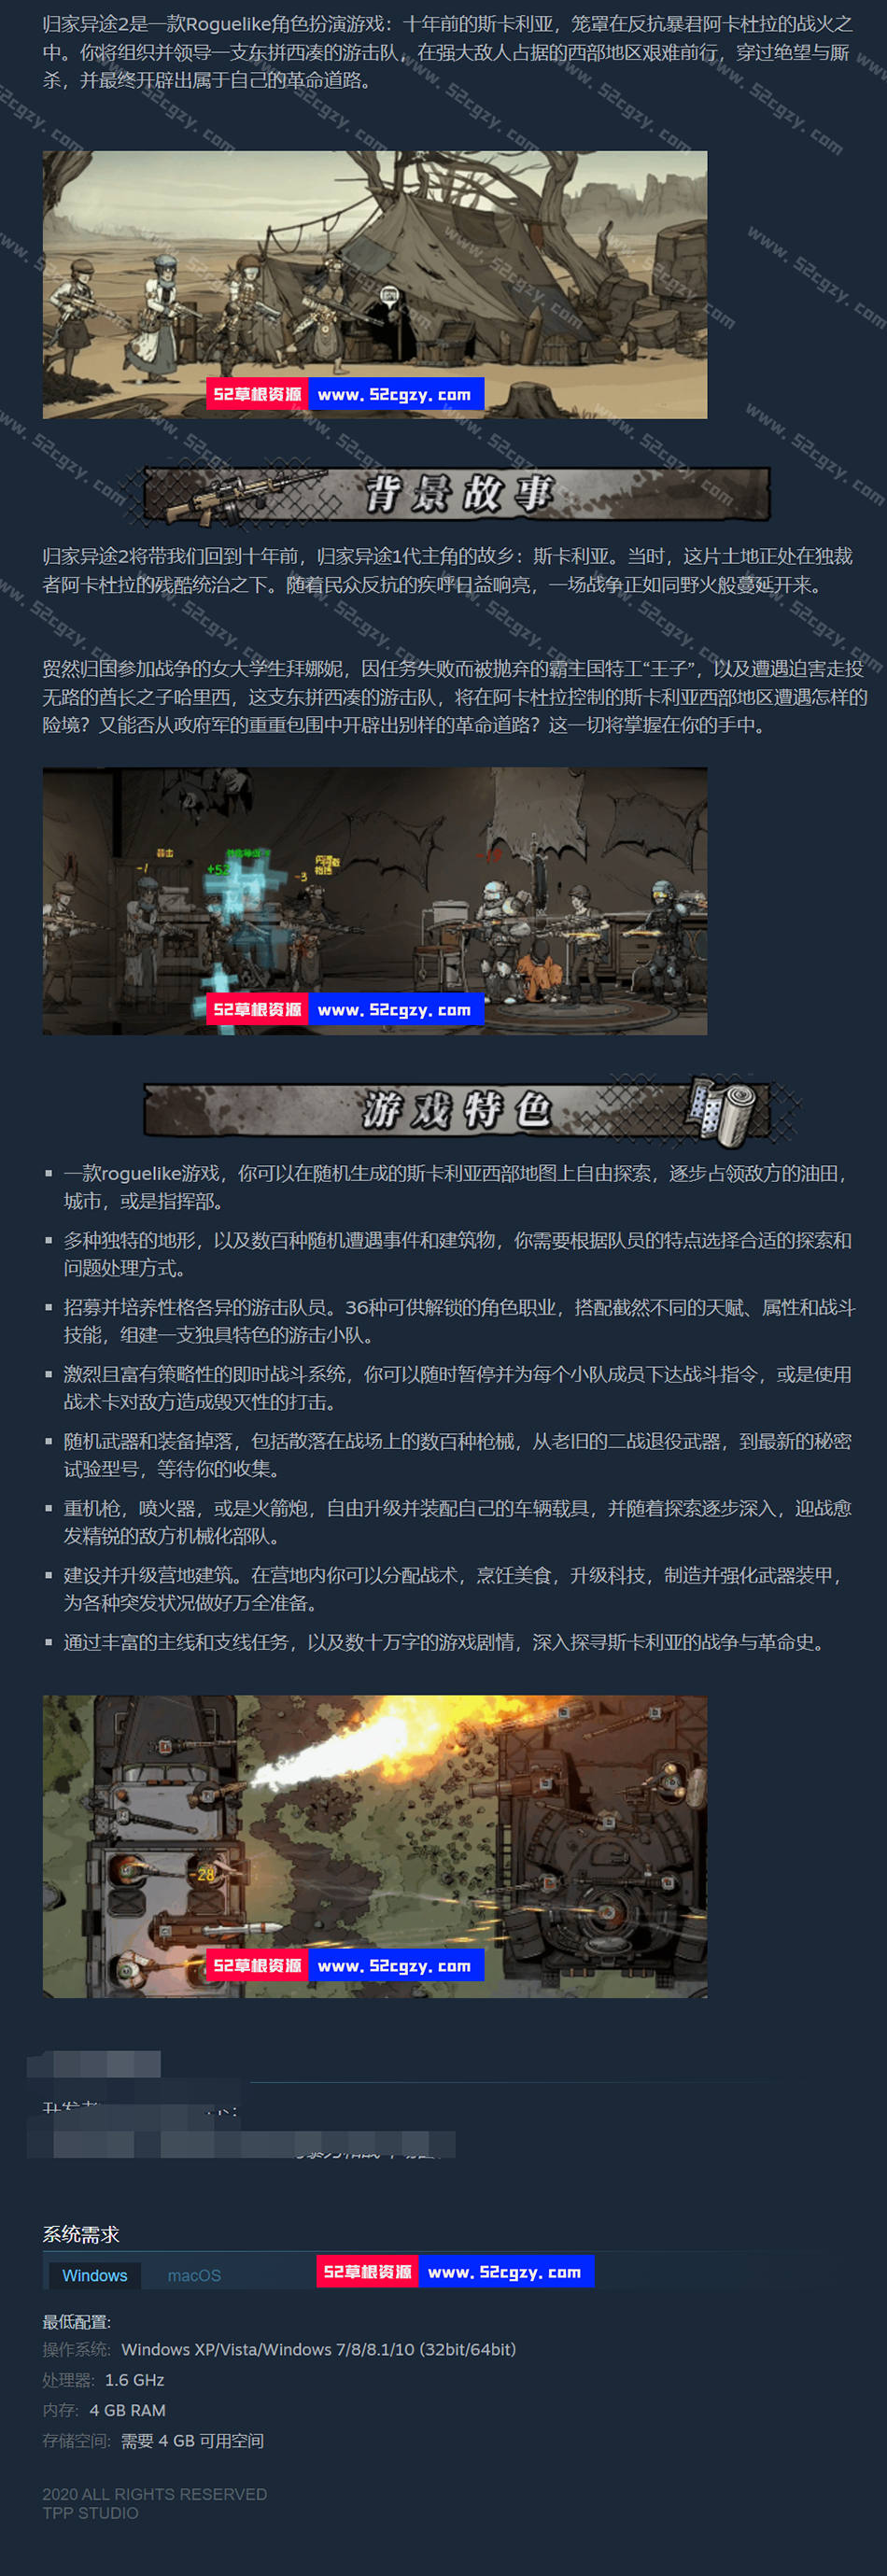 归家异途2是一款Roguelike角色扮演游戏：十年前的斯卡利亚，笼罩在反抗暴君阿卡杜拉的战火之
中。你将组织并领导一支东拼西凑的游击队，在强大敌人占据的西部地区艰难前行，穿过绝望与厮
杀，并最终开辟出属于自己的革命道路。
52草根资源 www.52cgzy.com
背景故事
归家异途2将带我们回到十年前，归家异途1代主角的故乡：斯卡利亚。当时，这片土地正处在独裁
者阿卡杜拉的残酷统治之下。随着民众反抗的疾呼日益响亮，一场战争正如同野火般蔓延开来。
贸然归国参加战争的女大学生拜娜妮，因任务失败而被抛弃的霸主国特工“王子”，以及遭遇迫害走投
无路的酋长之子哈里西，这支东拼西凑的游击队，将在阿卡杜拉控制的斯卡利亚西部地区遭遇怎样的
险境？又能否从政府军的重重包围中开辟出别样的革命道路？这一切将掌握在你的手中。
-1
+52
-3
52草根资源 www.52cgzy.com
游戏特色
一款roguelike游戏，你可以在随机生成的斯卡利亚西部地图上自由探索，逐步占领敌方的油田，
城市，或是指挥部。
多种独特的地形，以及数百种随机遭遇事件和建筑物，你需要根据队员的特点选择合适的探索和
问题处理方式。
招募并培养性格各异的游击队员。36种可供解锁的角色职业，搭配截然不同的天赋、属性和战斗
技能，组建一支独具特色的游击小队。
激烈且富有策略性的即时战斗系统，你可以随时暂停并为每个小队成员下达战斗指令，或是使用
战术卡对敌方造成毁灭性的打击。
随机武器和装备掉落，包括散落在战场上的数百种枪械，从老旧的二战退役武器，到最新的秘密
试验型号，等待你的收集。
重机枪，喷火器，或是火箭炮，自由升级并装配自己的车辆载具，并随着探索逐步深入，迎战愈
发精锐的敌方机械化部队。
建设并升级营地建筑。在营地内你可以分配战术，烹饪美食，升级科技，制造并强化武器装甲，
为各种突发状况做好万全准备。
通过丰富的主线和支线任务，以及数十万字的游戏剧情，深入探寻斯卡利亚的战争与革命史。
-28
52草根资源 www.52cgzy.com
系统需求
Windows macOS 52草根资源 www.52cgzy.com
最低配置:
操作系统: Windows XP/Vista/Windows 7/8/8.1/10 (32bit/64bit)
处理器: 1.6 GHz
内存: 4 GB RAM
存储空间: 需要 4 GB 可用空间
2020 ALL RIGHTS RESERVED
TPP STUDIO